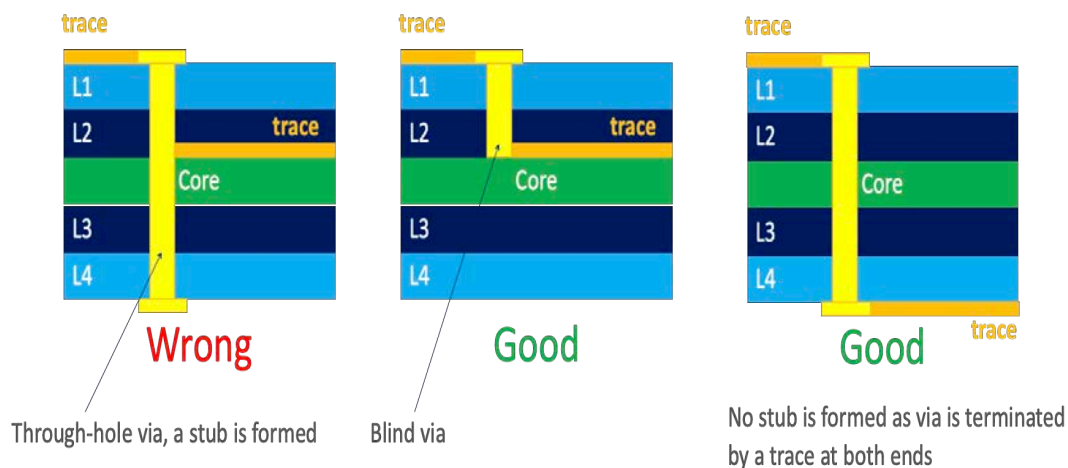 trace
L1
L2
trace
Core
L3
L4
Wrong
Through-hole via, a stub is formed
trace
L1
L2
trace
Core
L3
L4
Good
Blind via
trace
L1
L2
Core
L3
L4
trace
Good
No stub is formed as via is terminated
by a trace at both ends